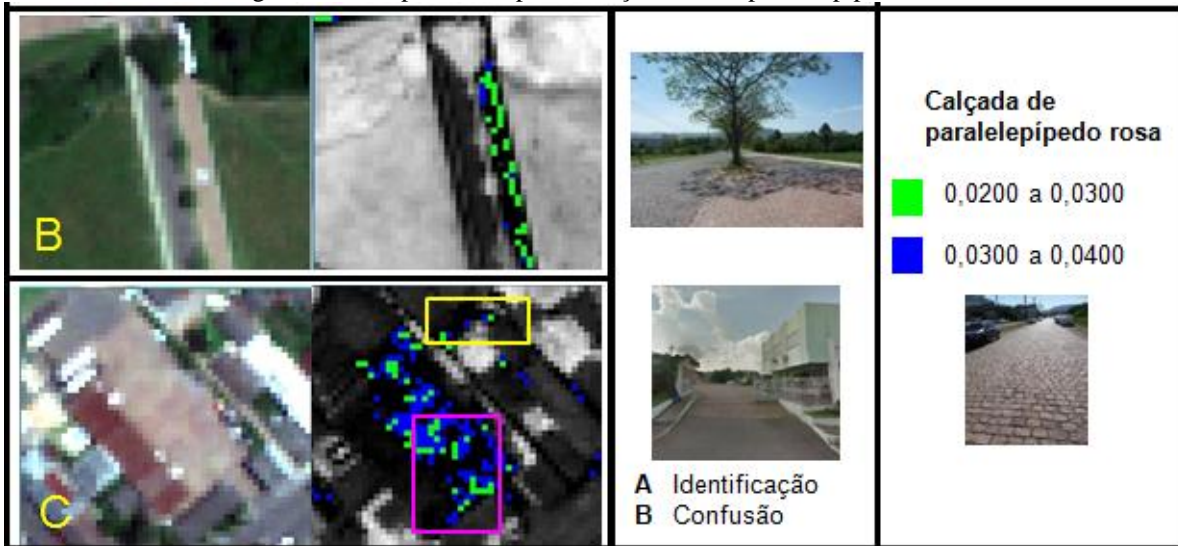 B
C
A Identificação
B Confusão
Calçada de
paralelepípedo rosa
0,0200 a 0,0300
0,0300 a 0,0400